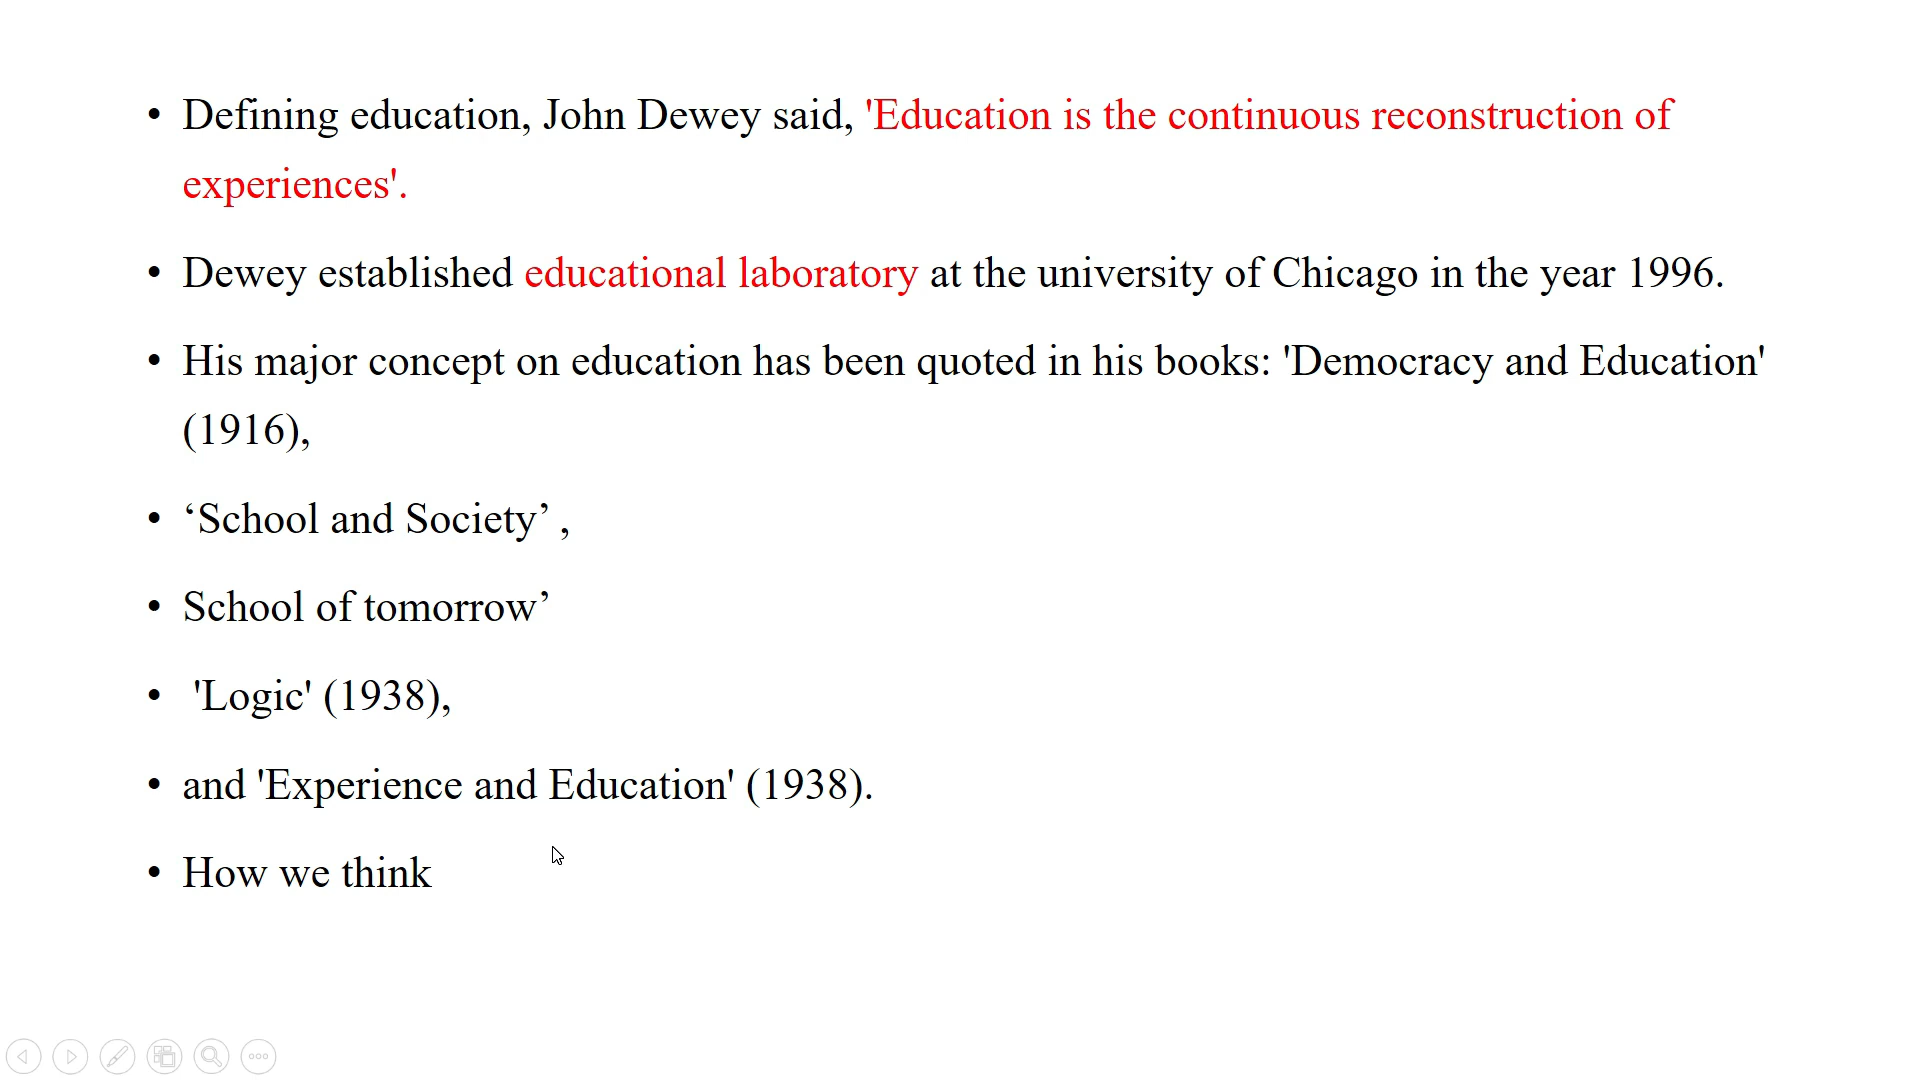 • Defining education, John Dewey said, 'Education is the continuous reconstruction of
experiences'.
• Dewey established educational laboratory at the university of Chicago in the year 1996.
• His major concept on education has been quoted in his books: 'Democracy and Education'
(1916),
• ‘School and Society’ ,
• School of tomorrow’
• 'Logic' (1938),
• and 'Experience and Education' (1938).
• How we think